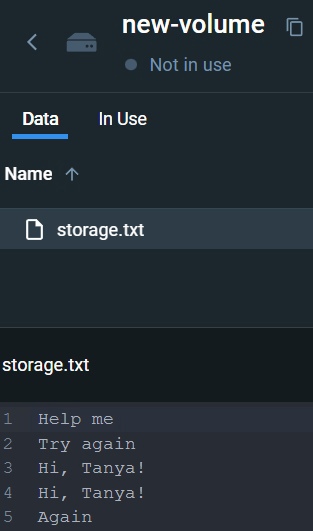 new-volume
Not in use
Data In Use
Name
storage.txt
storage.txt
1 Help me
2 Try again
3 Hi, Tanya!
4 Hi, Tanya!
5 Again